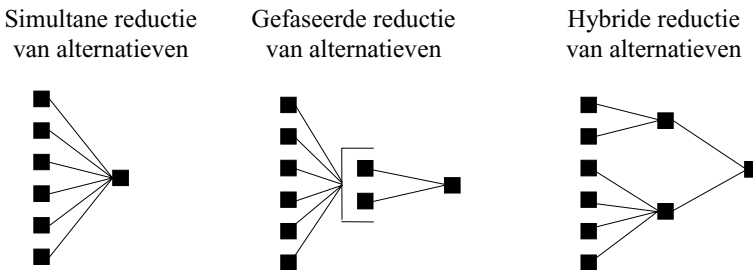 Simultane reductie
van alternatieven
Gefaseerde reductie
van alternatieven
Hybride reductie
van alternatieven